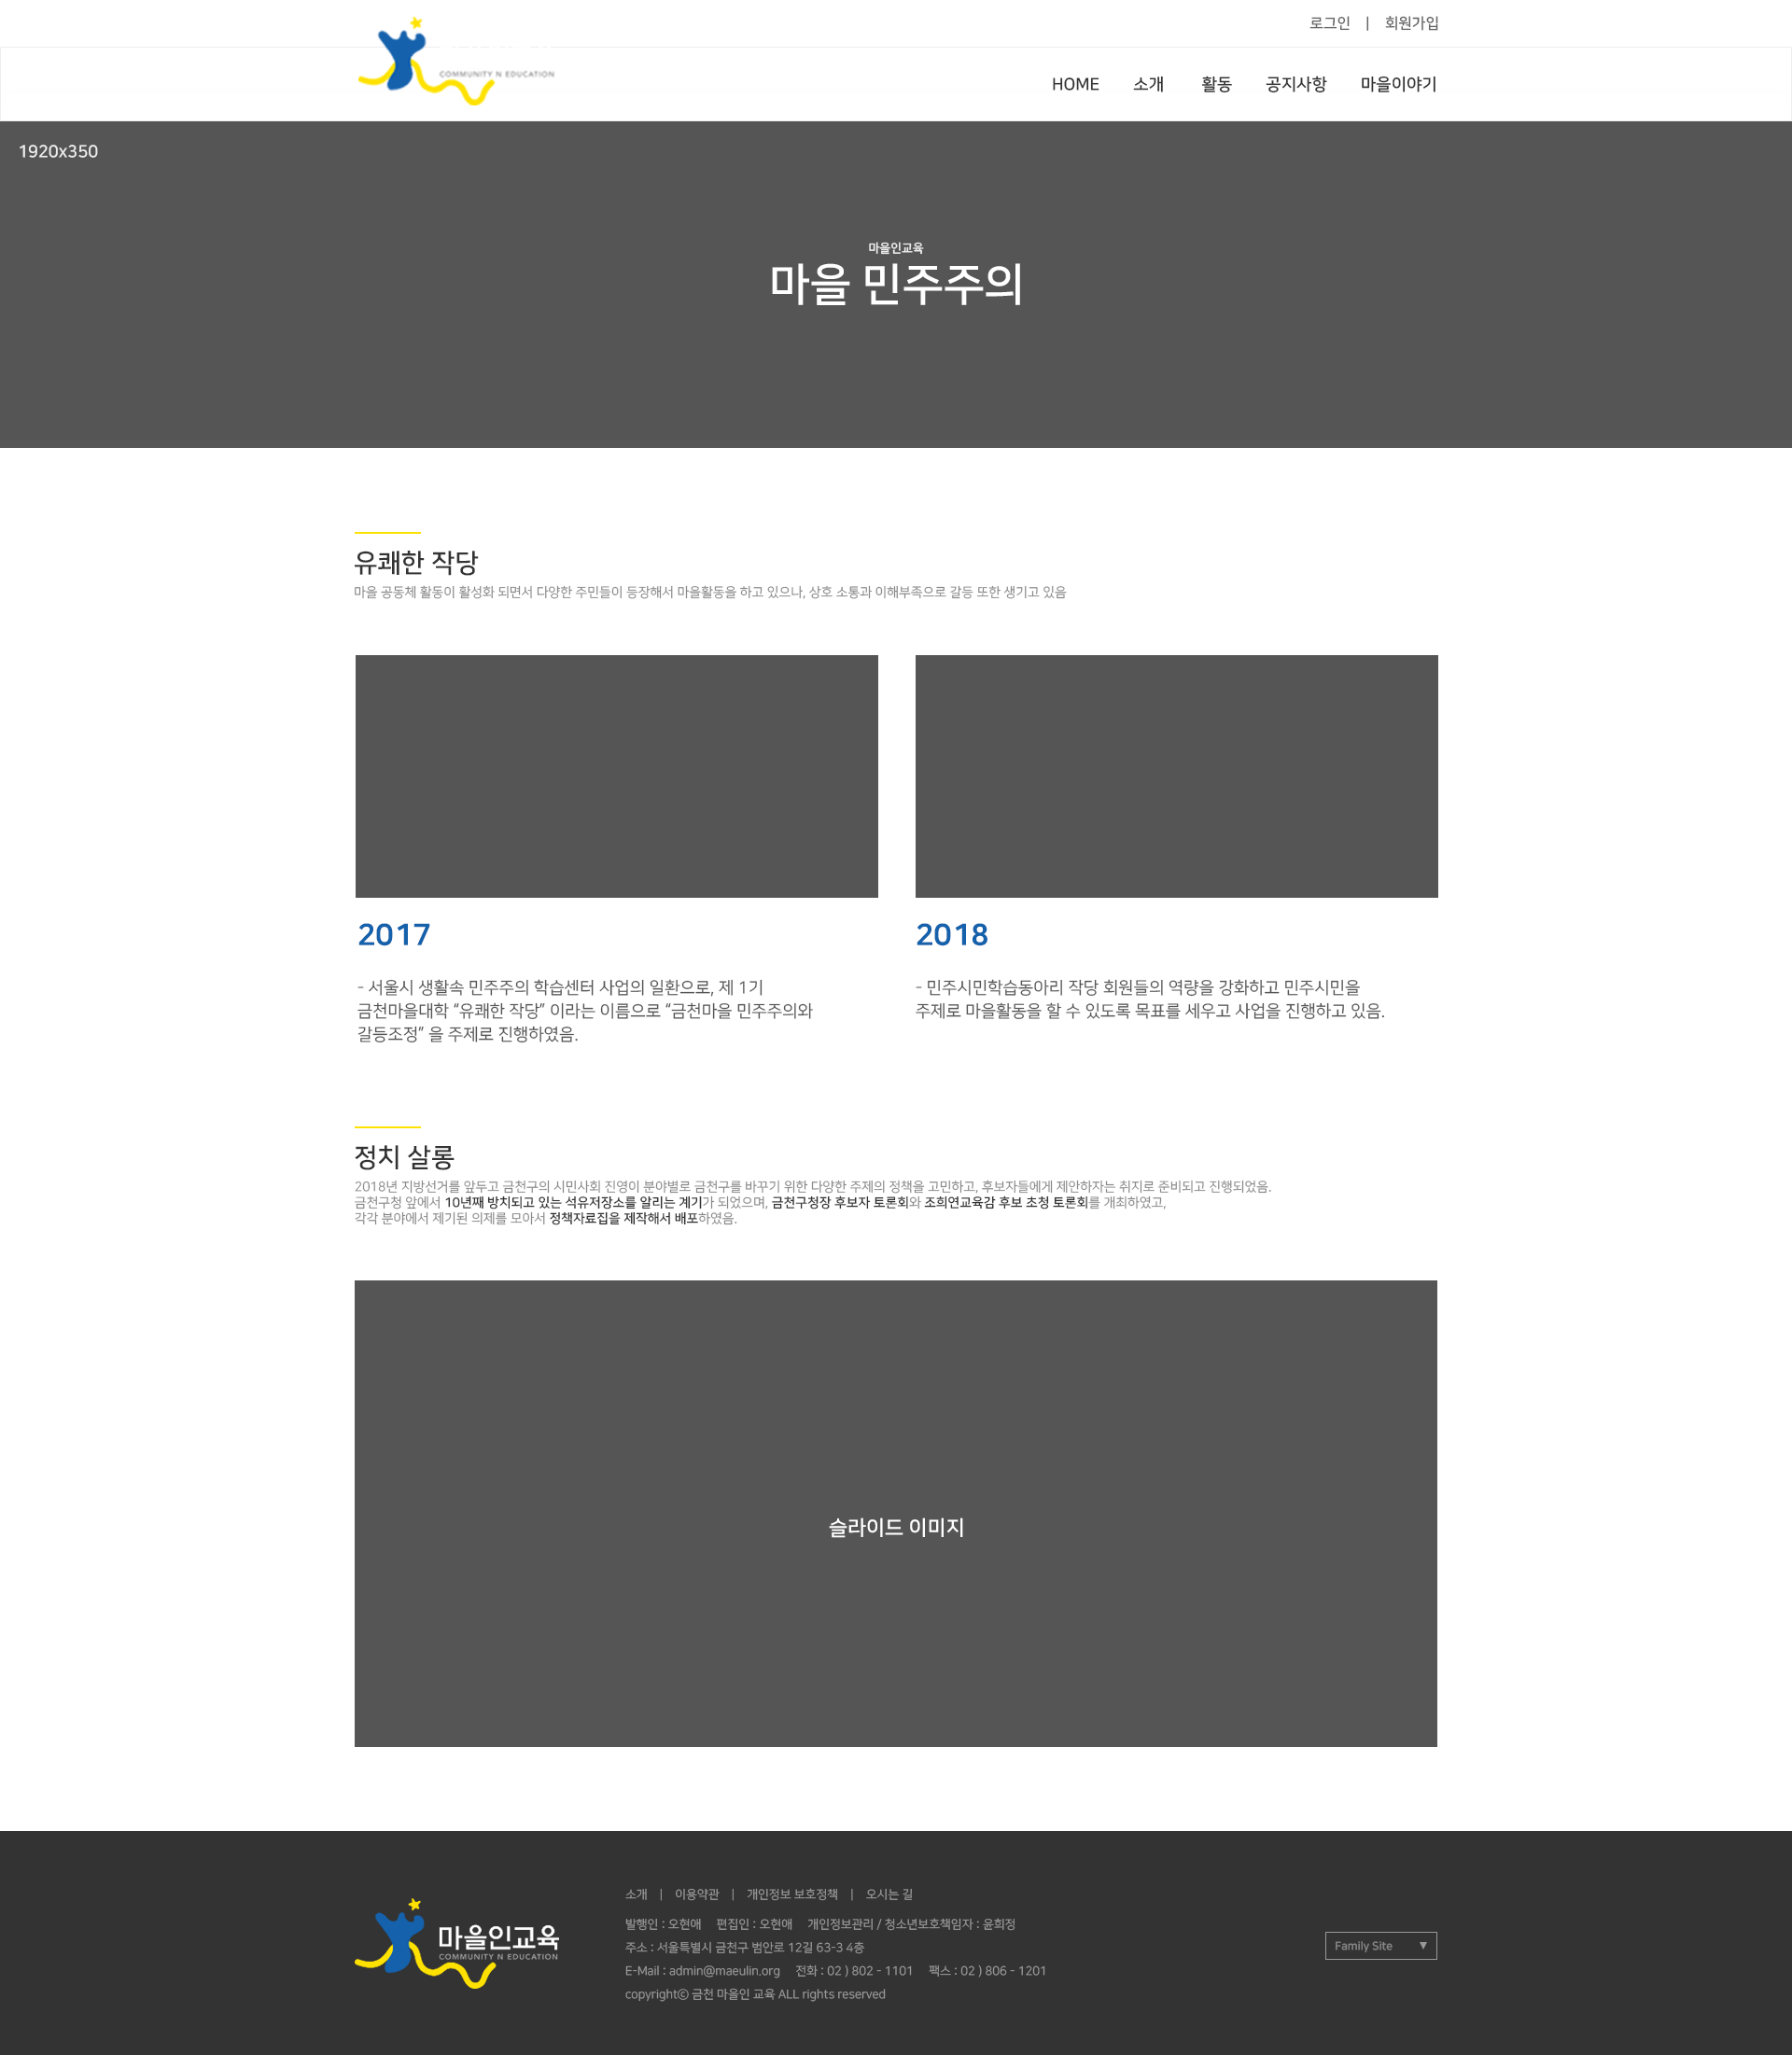 로그인 | 회원가입
COMMUNITY N EDUCATION
HOME 소개 활동 공지사항 마을이야기
1920x350
마을인교육
마을 민주주의
유쾌한 작당
마을 공동체 활동이 활성화 되면서 다양한 주민들이 등장해서 마을활동을 하고 있으나, 상호 소통과 이해부족으로 갈등 또한 생기고 있음
2017
- 서울시 생활속 민주주의 학습센터 사업의 일환으로, 제 1기
금천마을대학 “유쾌한 작당” 이라는 이름으로 “금천마을 민주주의와
갈등조정” 을 주제로 진행하였음.
2018
- 민주시민학습동아리 작당 회원들의 역량을 강화하고 민주시민을
주제로 마을활동을 할 수 있도록 목표를 세우고 사업을 진행하고 있음.
정치 살롱
2018년 지방선거를 앞두고 금천구의 시민사회 진영이 분야별로 금천구를 바꾸기 위한 다양한 주제의 정책을 고민하고, 후보자들에게 제안하자는 취지로 준비되고 진행되었음.
금천구청 앞에서 10년째 방치되고 있는 석유저장소를 알리는 계기가 되었으며, 금천구청장 후보자 토론회와 조희연교육감 후보 초청 토론회를 개최하였고,
각각 분야에서 제기된 의제를 모아서 정책자료집을 제작해서 배포하였음.
슬라이드 이미지
마을인교육
COMMUNITY N EDUCATION
소개 | 이용약관 | 개인정보 보호정책 | 오시는 길
발행인 : 오현애 편집인 : 오현애 개인정보관리 / 청소년보호책임자 : 윤희정
주소 : 서울특별시 금천구 범안로 12길 63-3 4층
E-Mail : admin@maeulin.org 전화 : 02 ) 802 - 1101 팩스 : 02 ) 806 - 1201
copyrightⓒ 금천 마을인 교육 ALL rights reserved
Family Site ▼